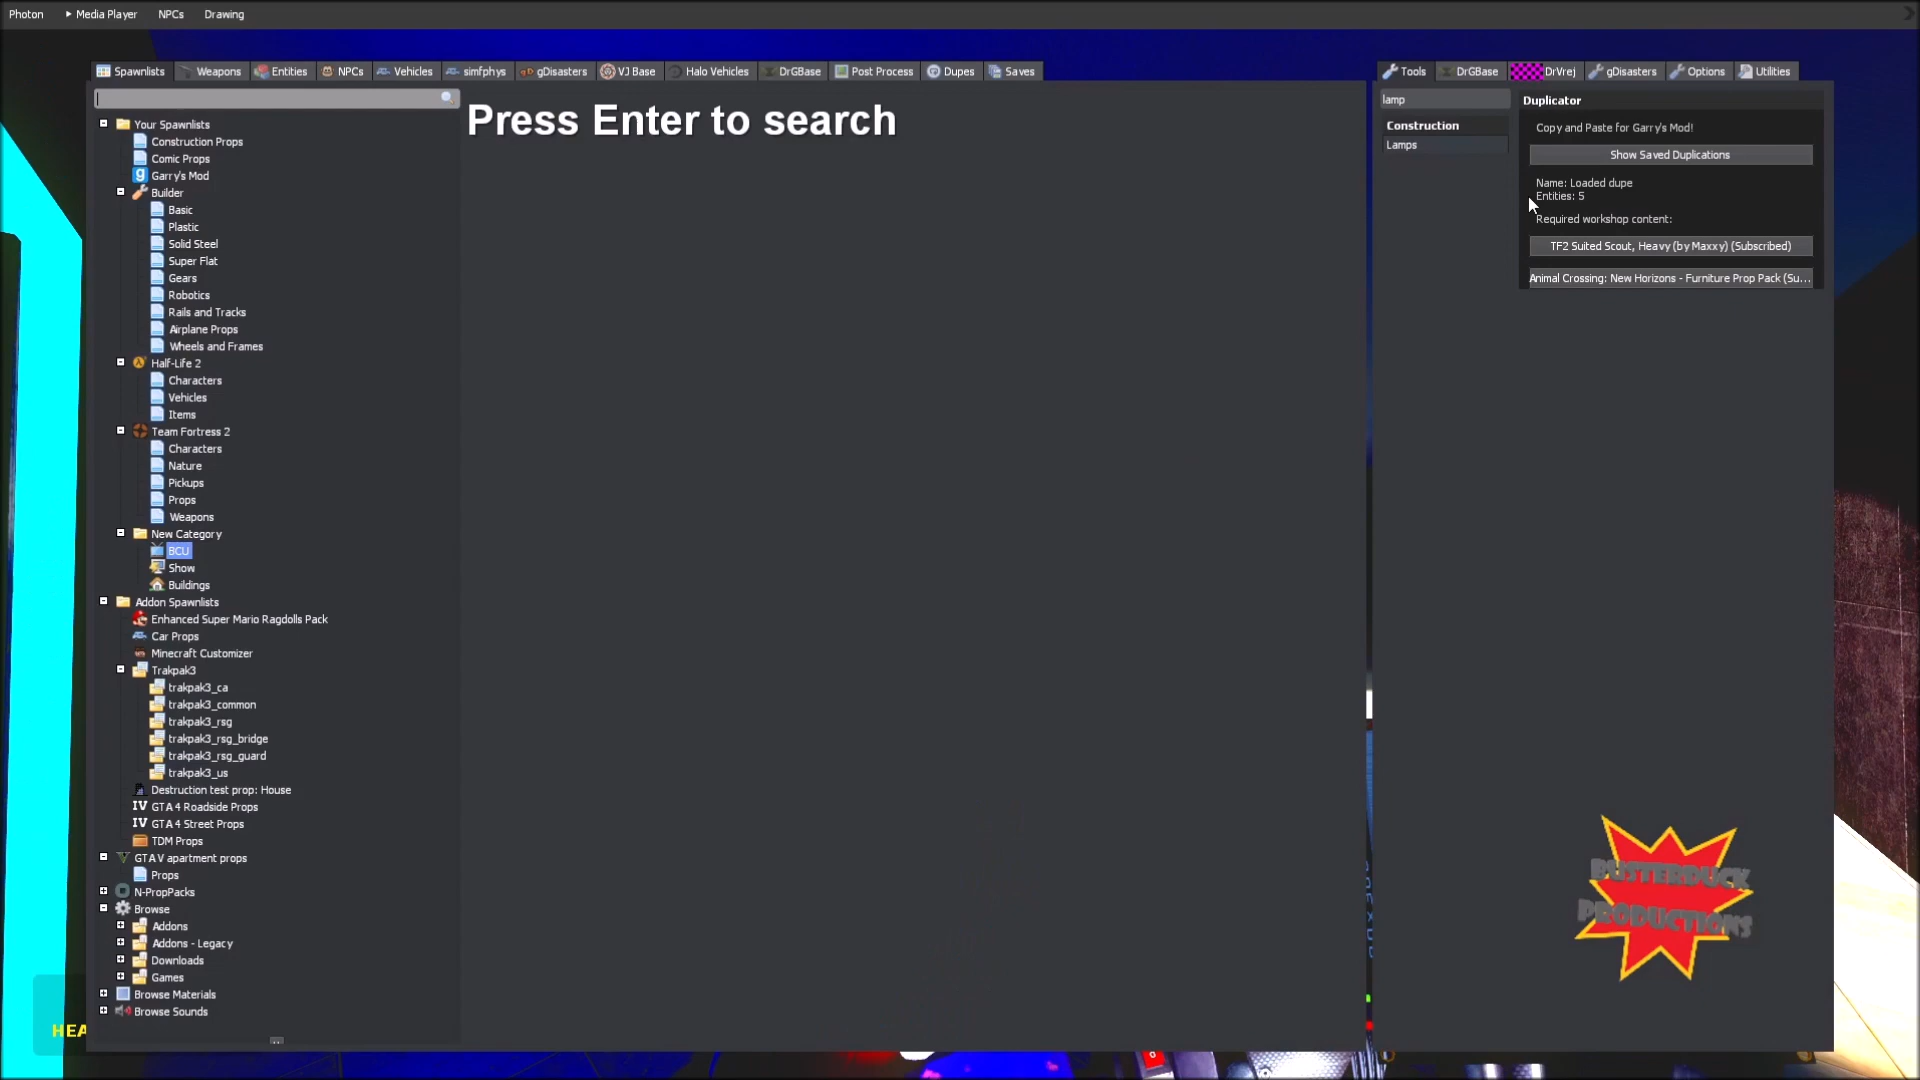 Photon
Media Player
NPCs
Drawing
Spawnlists
Weapons
Entities
NPCs
Vehicles
simfphys
gDisasters
VJ Base
Halo Vehicles
DrGBase
Post Process
Dupes
Saves
Your Spawnlists
Construction Props
Comic Props
Garry's Mod
Builder
Basic
Plastic
Solid Steel
Super Flat
Gears
Robotics
Rails and Tracks
Airplane Props
Wheels and Frames
Half-Life 2
Characters
Vehicles
Items
Team Fortress 2
Characters
Nature
Pickups
Props
Weapons
New Category
BCU
Show
Buildings
Addon Spawnlists
Enhanced Super Mario Ragdolls Pack
Car Props
Minecraft Customizer
Trakpak3
trakpak3_ca
trakpak3_common
trakpak3_rsg
trakpak3_rsg_bridge
trakpak3_rsg_guard
trakpak3_us
Destruction test prop: House
IV GTA 4 Roadside Props
IV GTA 4 Street Props
TDM Props
GTA V apartment props
Props
N-PropPacks
Browse
Addons
Addons - Legacy
Downloads
Games
Browse Materials
Browse Sounds
HEA
Press Enter to search
Tools
DrGBase
DrVrej
gDisasters
Options
Utilities
lamp
Construction
Lamps
Duplicator
Copy and Paste for Garry's Mod!
Show Saved Duplications
Name: Loaded dupe
Entities: 5
Required workshop content:
TF2 Suited Scout, Heavy (by Maxxy) (Subscribed)
Animal Crossing: New Horizons - Furniture Prop Pack (Su...
BUSTERDUCK
PRODUCTIONS